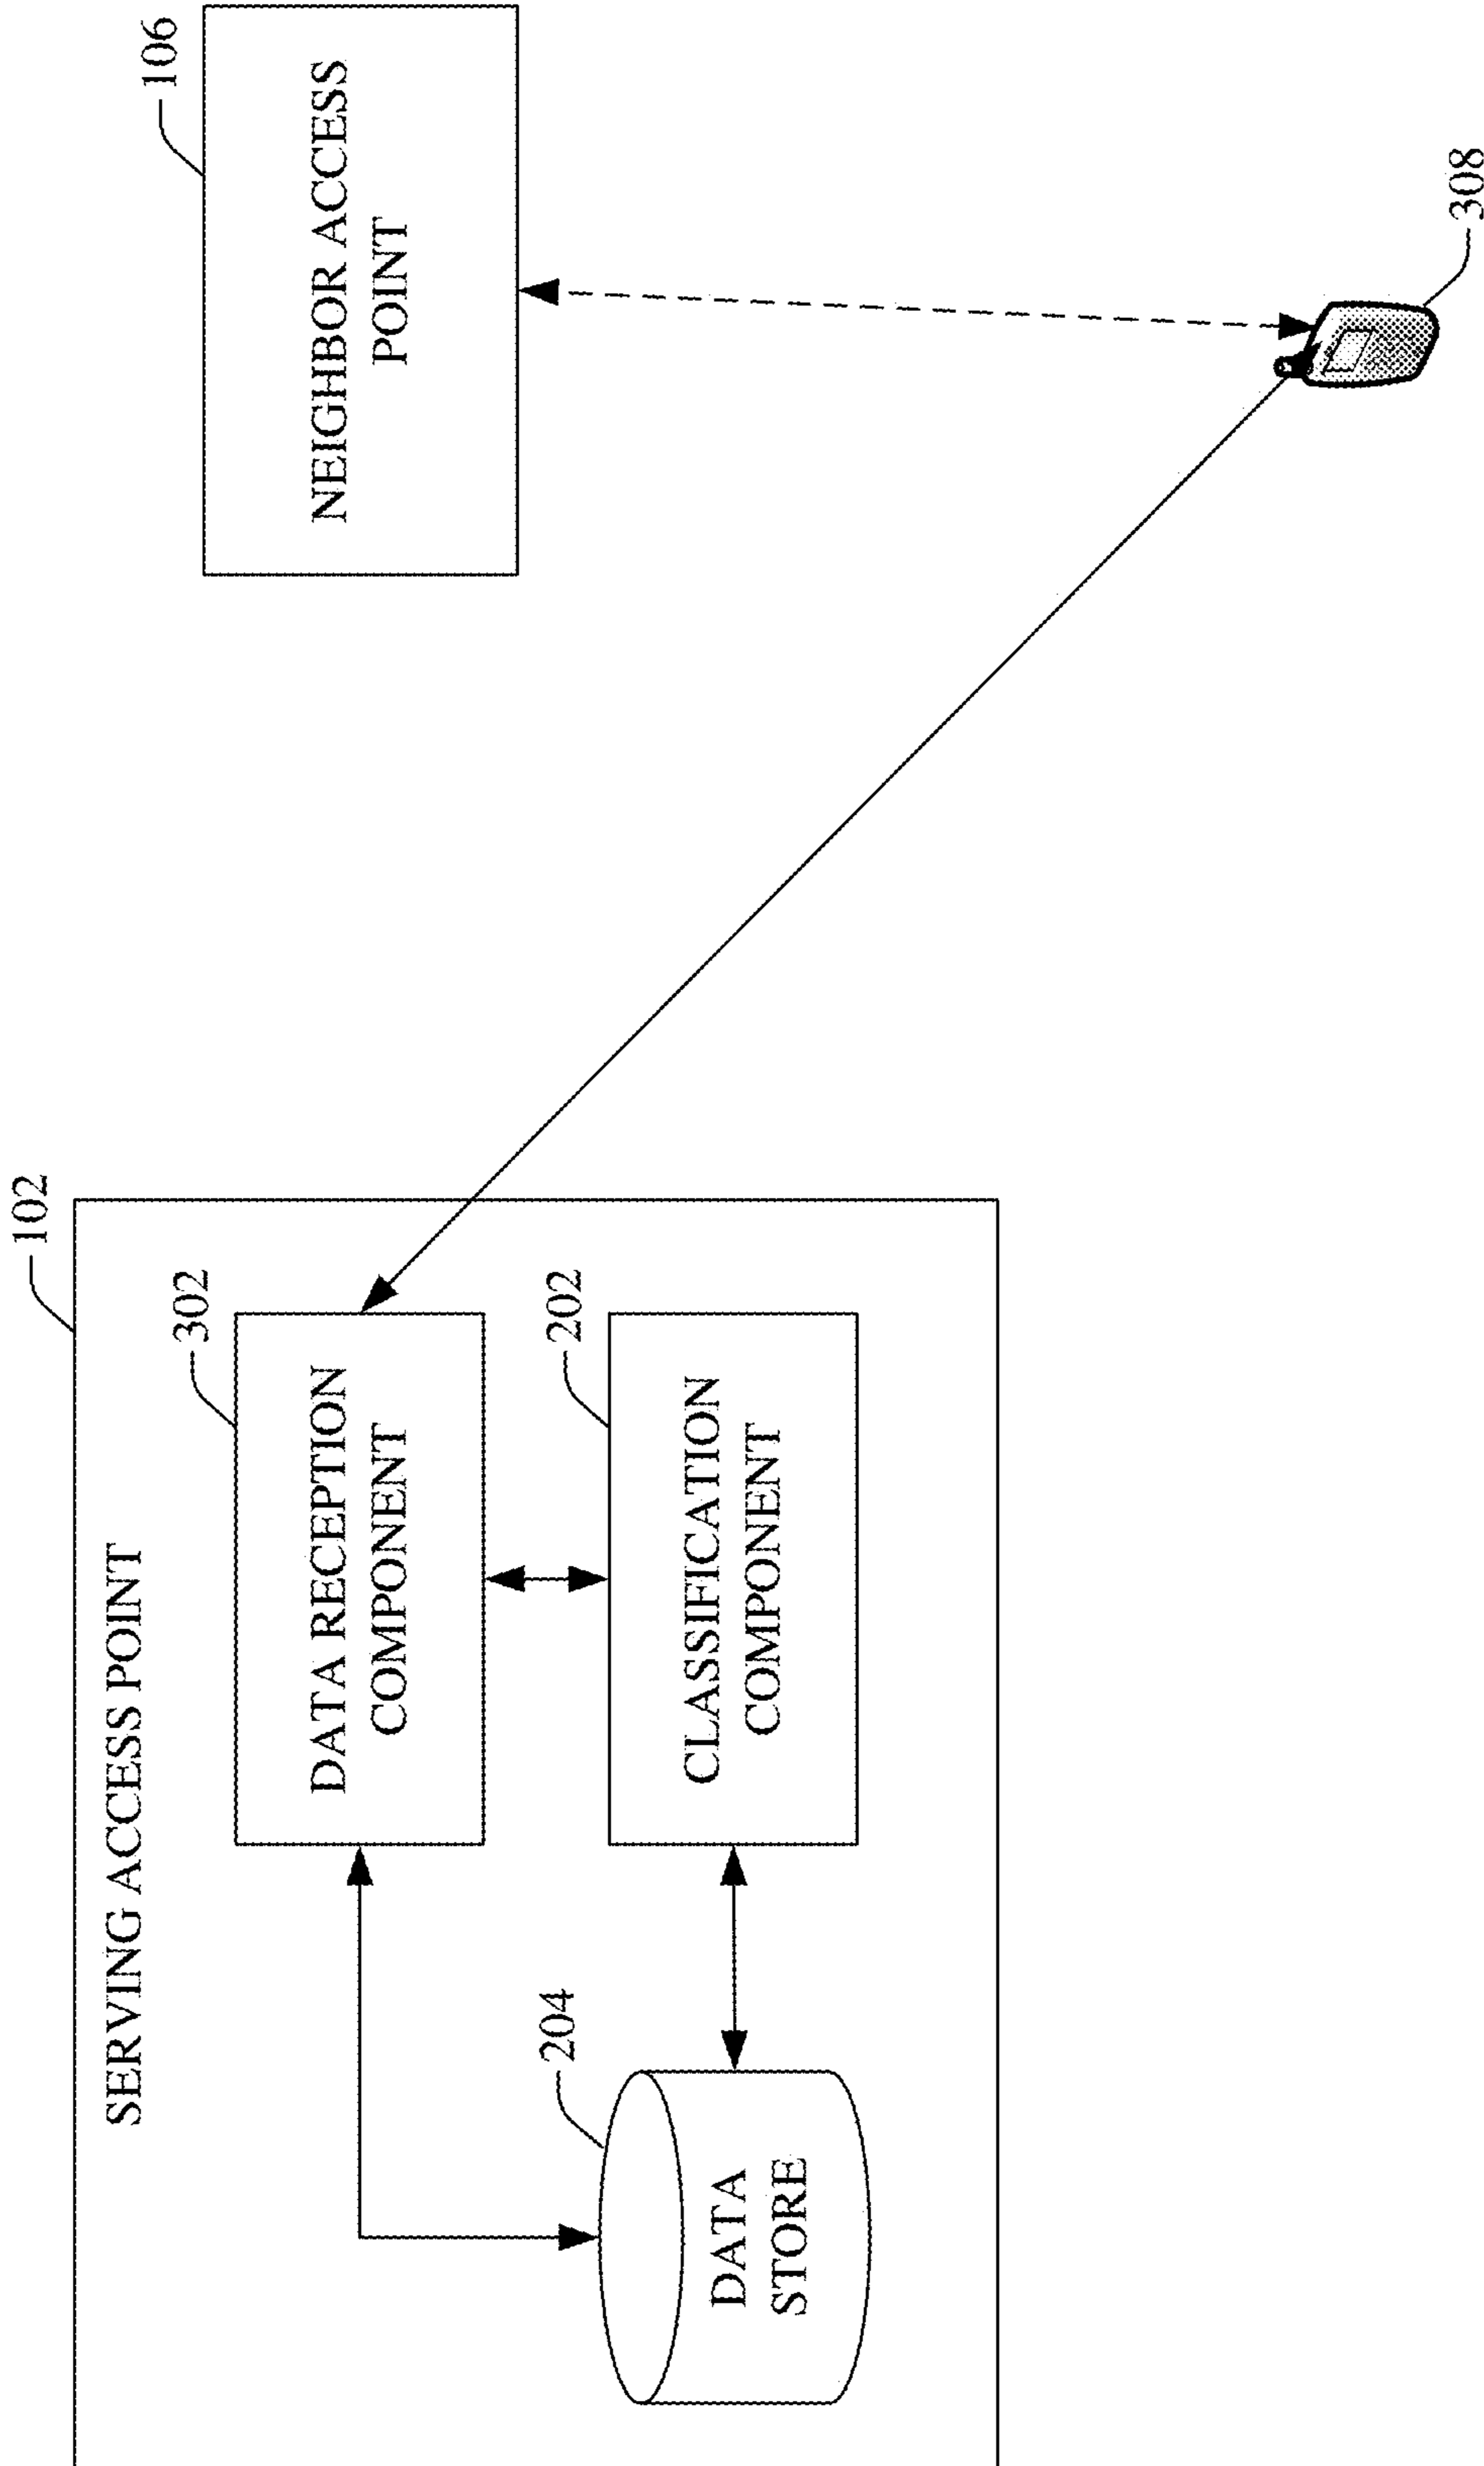 102
SERVING ACCESS POINT
302
DATA RECEPTION
COMPONENT
204
DATA
STORE
202
CLASSIFICATION
COMPONENT
106
NEIGHBOR ACCESS
POINT
308